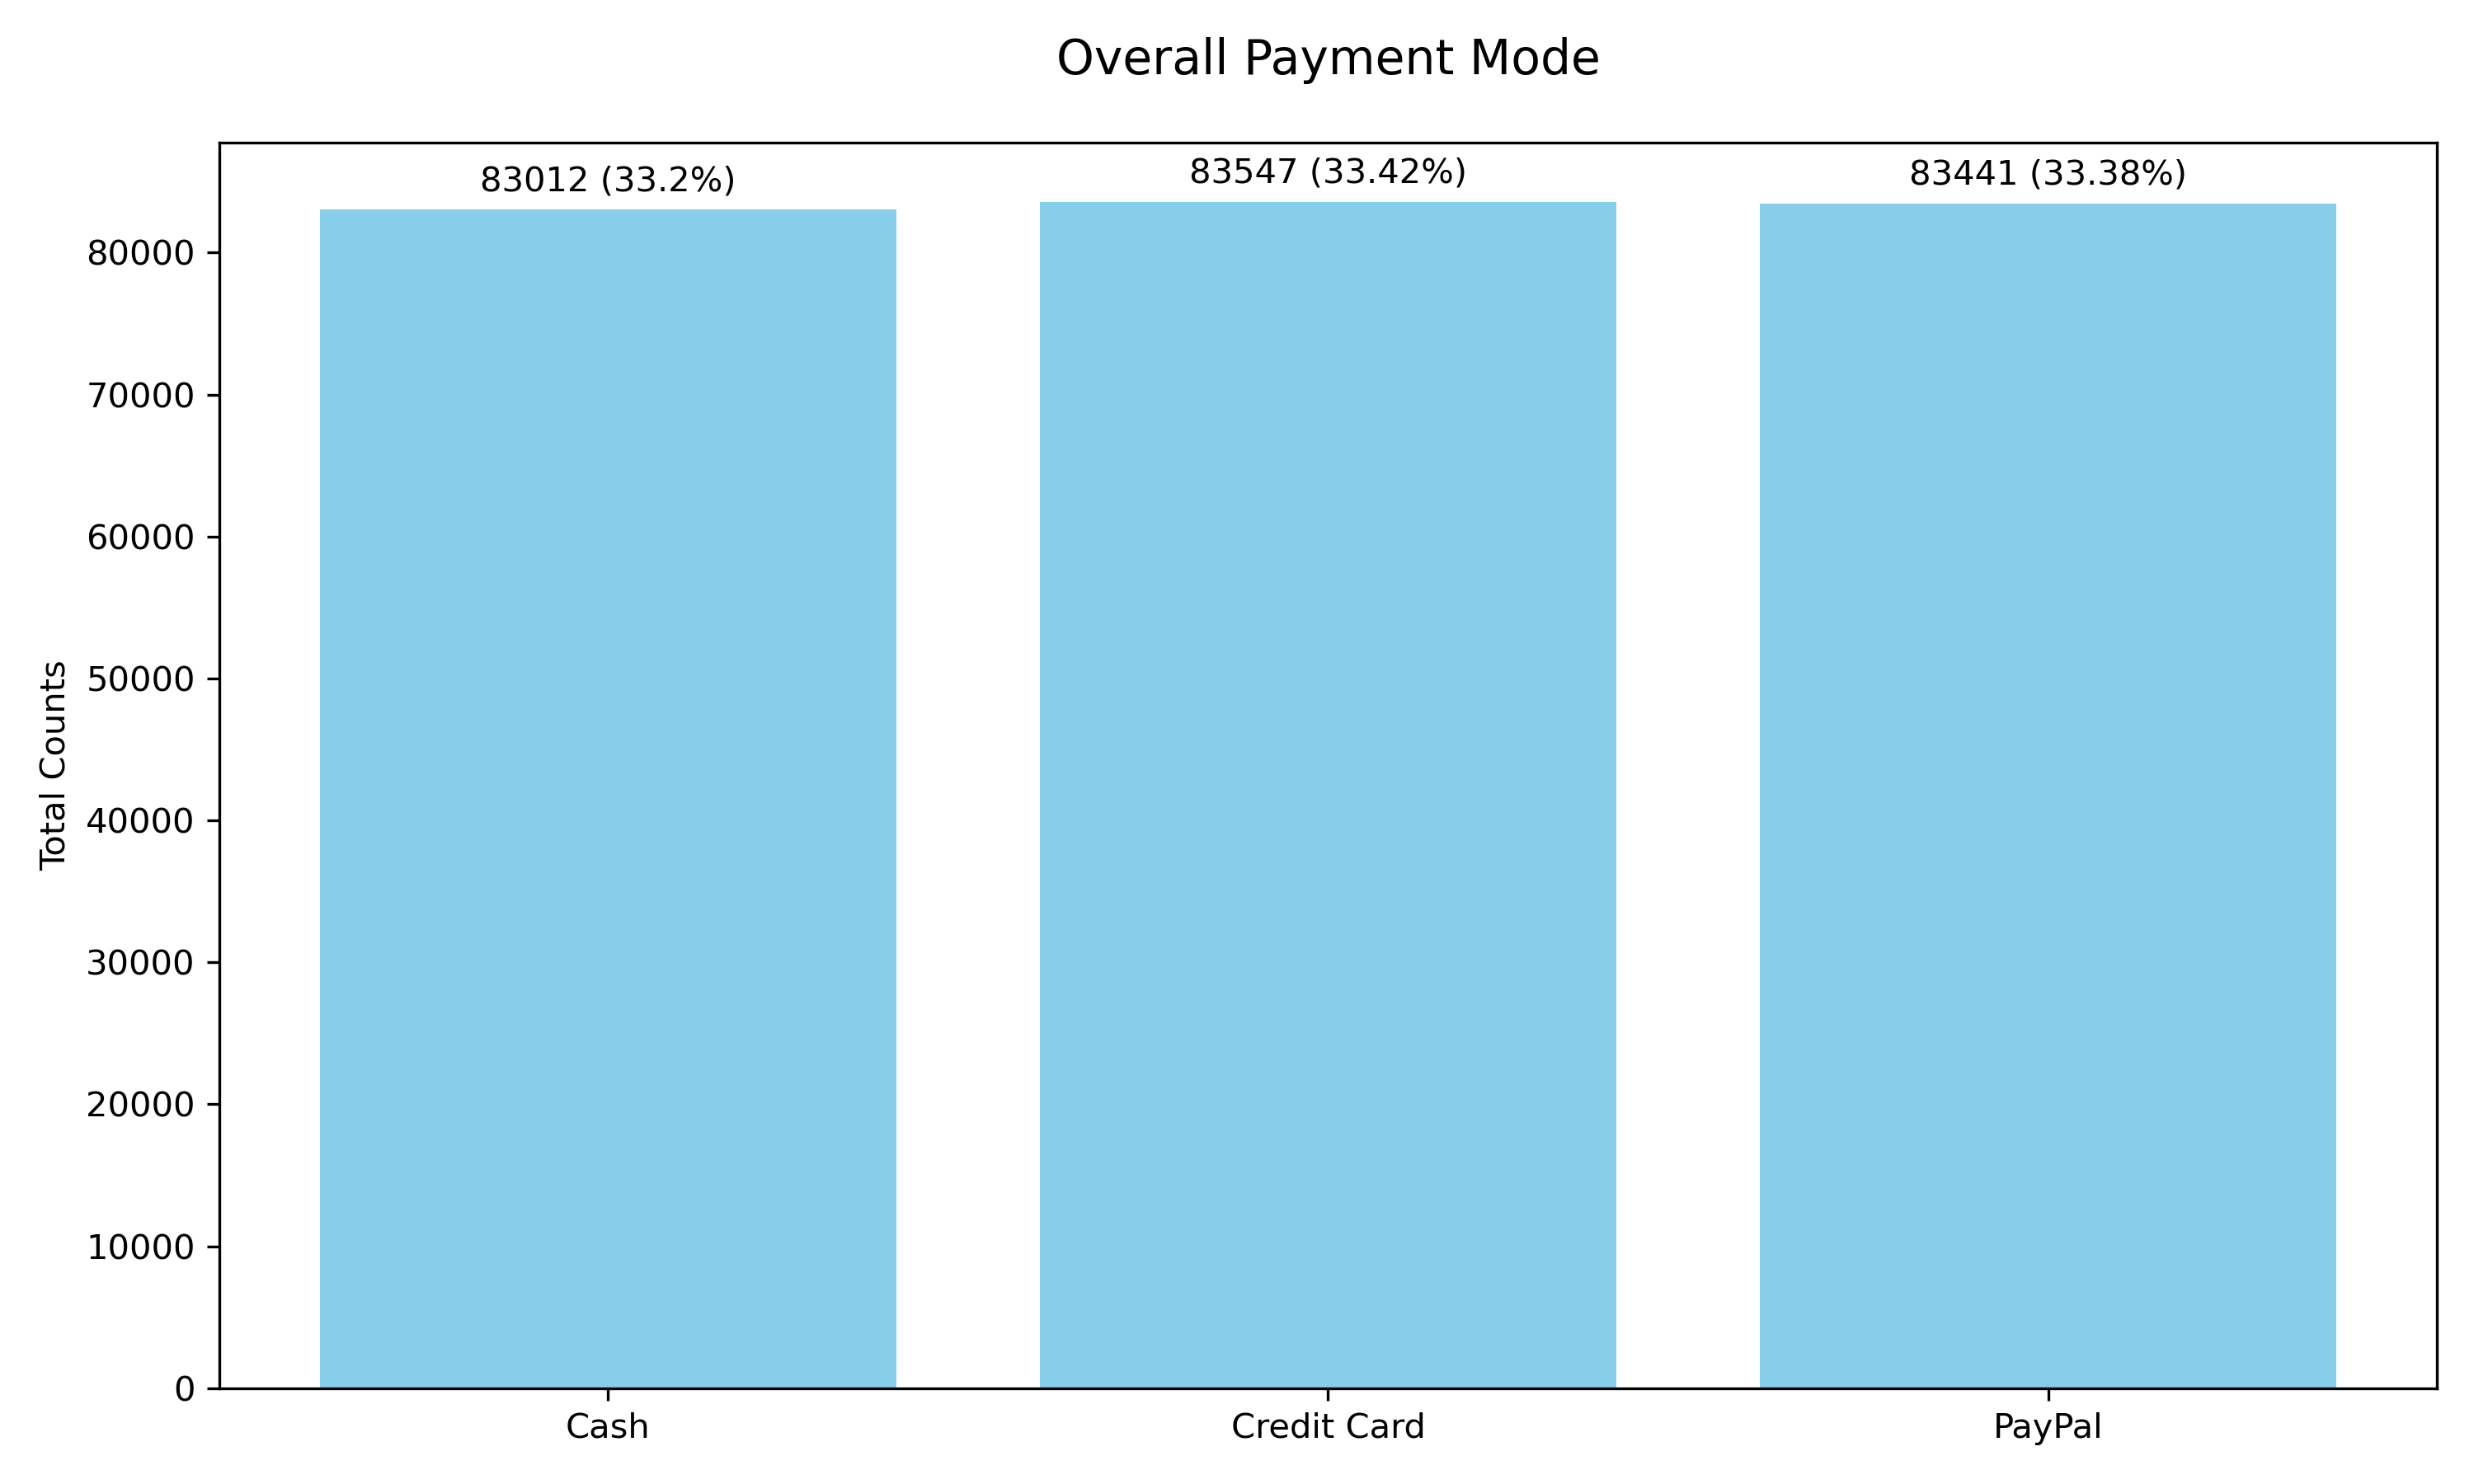 Overall Payment Mode
83012 (33.2%)
83547 (33.42%)
83441 (33.38%)
Total Counts
80000
70000
60000
50000
40000
30000
20000
10000
0
Cash
Credit Card
PayPal